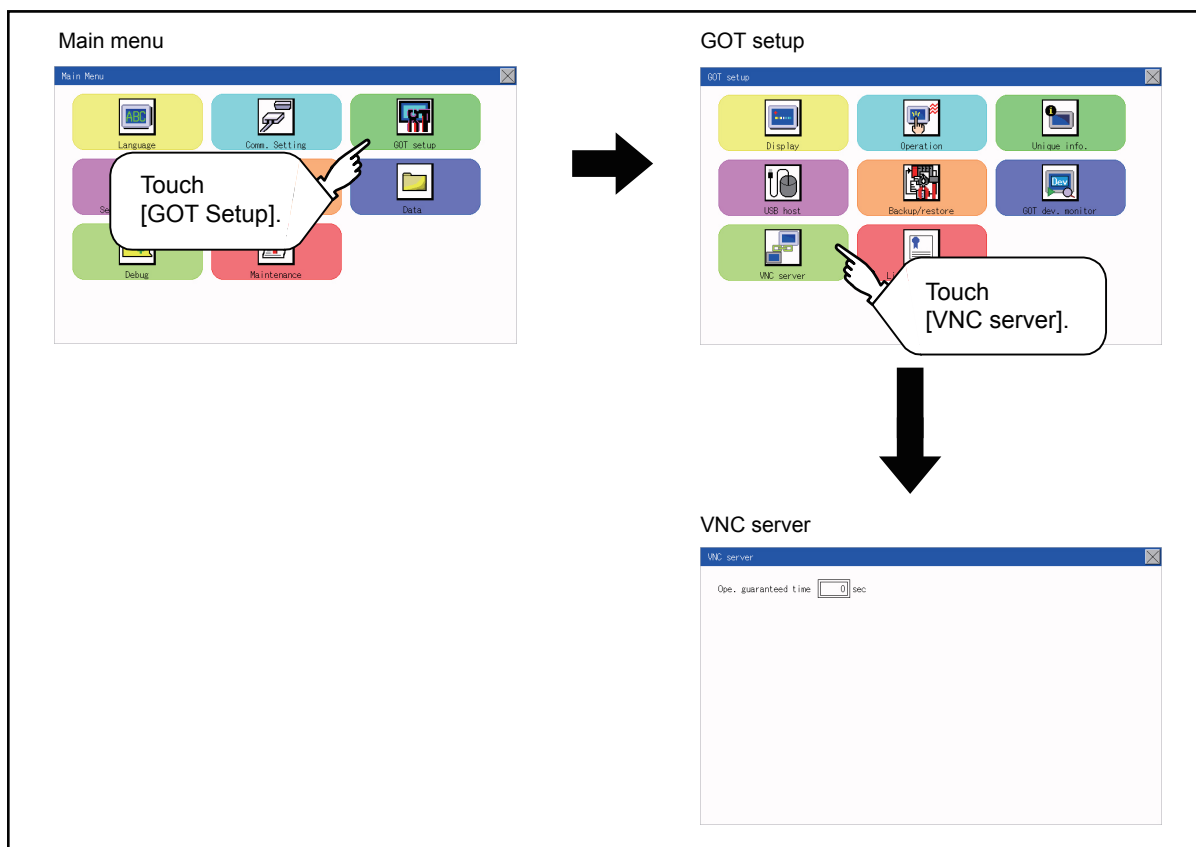 Main menu
Main Menu
Language
Comm. Setting
GOT setup
Touch
[GOT Setup].
Data
Debug
Maintenance
GOT setup
GOT setup
Display
Operation
Unique info.
USB host
Backup/restore
Dev
GOT dev. monitor
VNC server
Touch
[VNC server].
VNC server
VNC server
Ope. guaranteed time 0 sec